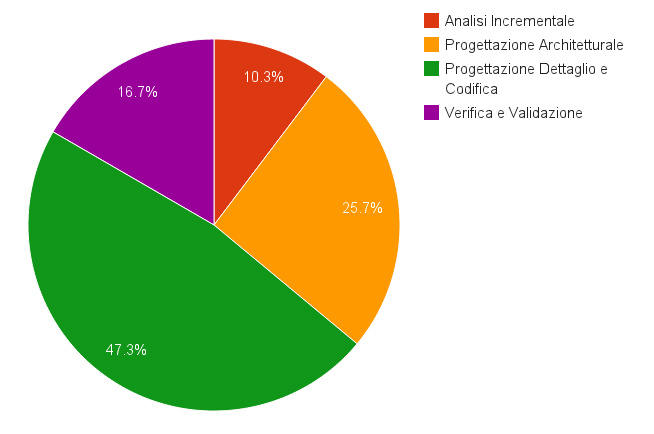 Analisi Incrementale
Progettazione Architetturale
Progettazione Dettaglio e
Codifica
Verifica e Validazione
10.3%
16.7%
25.7%
47.3%